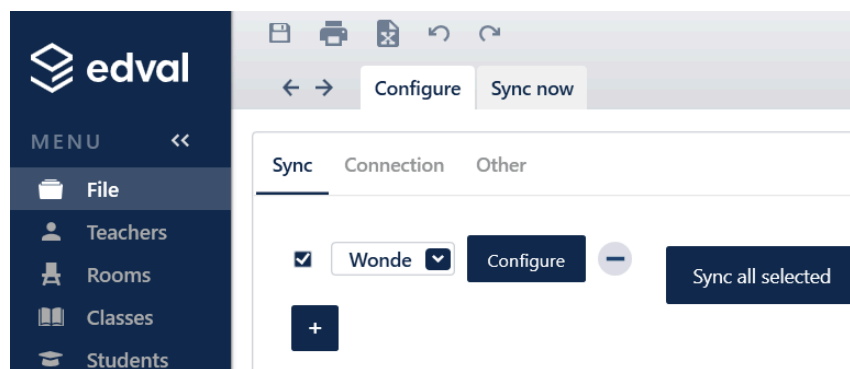 edval
Configure Sync now
MENU
Sync Connection Other
File
Teachers
Wonde Configure Sync all selected
Rooms
Classes
+
Students